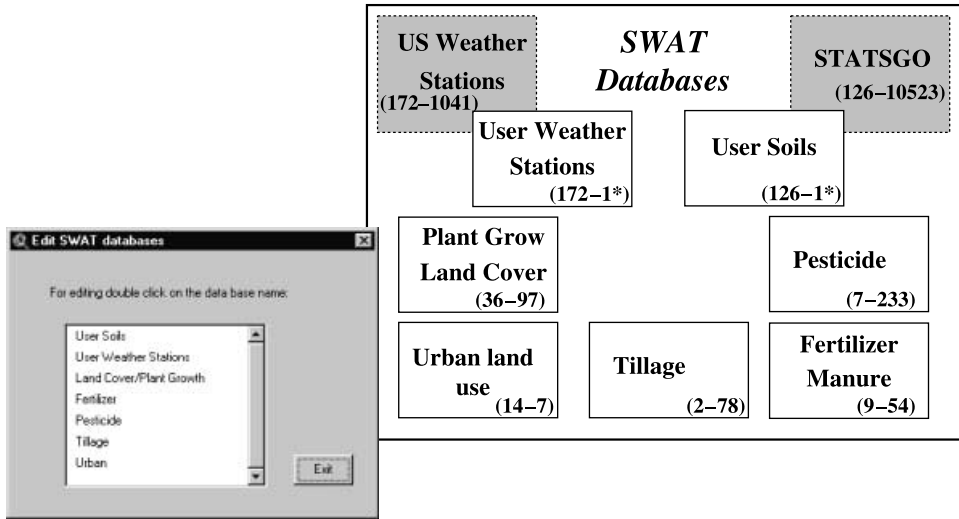 US Weather
Stations
(172–1041)
SWAT
Databases
STATSGO
(126–10523)
User Weather
Stations
(172–1*)
User Soils
(126–1*)
Plant Grow
Land Cover
(36–97)
Pesticide
(7–233)
Urban land
use
(14–7)
Tillage
(2–78)
Fertilizer
Manure
(9–54)
Edit SWAT databases
For editing double click on the data base name:
User Soils
User Weather Stations
Land Cover/Plant Growth
Fertilizer
Pesticide
Tillage
Urban
Exit